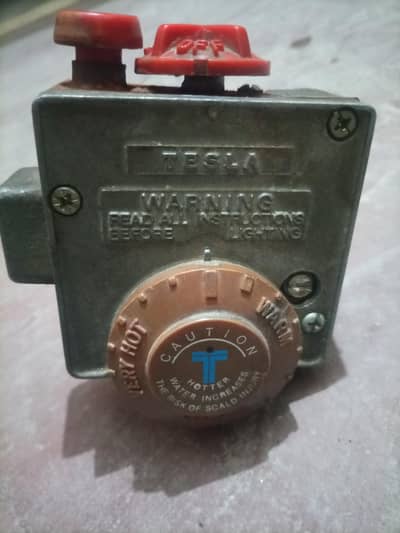 OFF
TESLA
WARNING
READ ALL INSTRUCTIONS
BEFORE LIGHTING
WARM
VERY HOT
CAUTION
T
HOTTER
WATER INCREASES
THE RISK OF SCALD INJURY